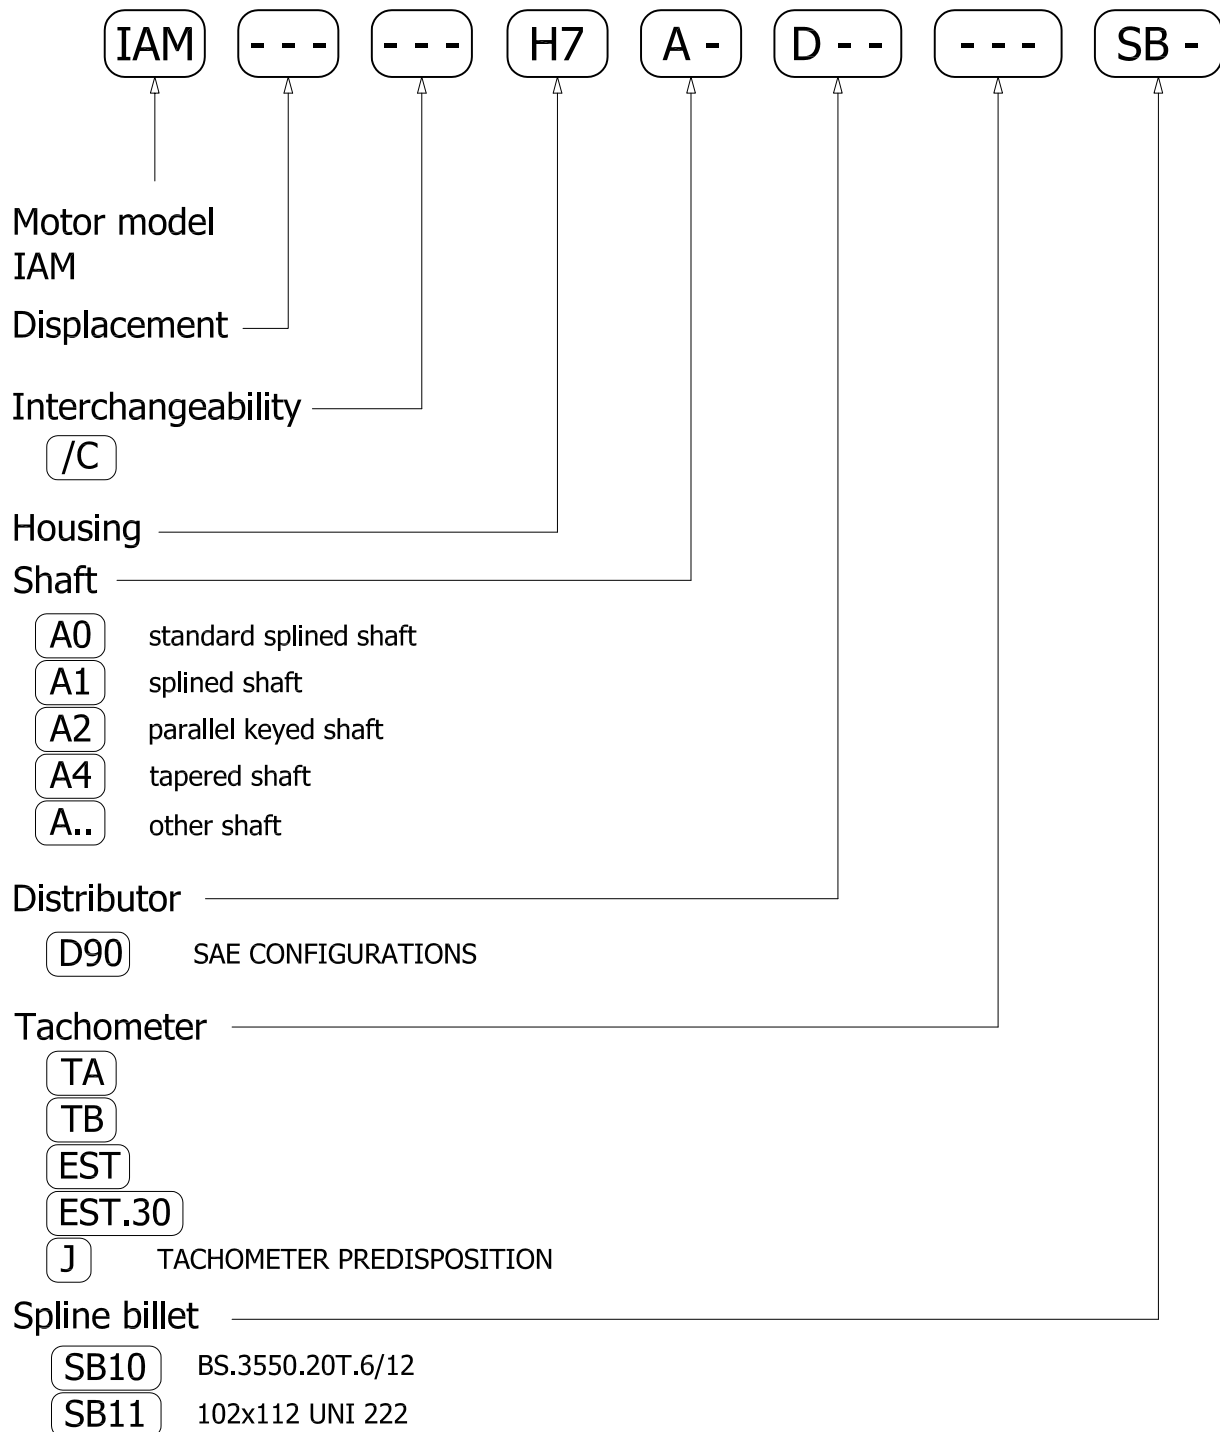 IAM - - - - - - H7 A - D - - - - - SB -
Motor model
IAM
Displacement
Interchangeability
/C
Housing
Shaft
A0 standard splined shaft
A1 splined shaft
A2 parallel keyed shaft
A4 tapered shaft
A.. other shaft
Distributor
D90 SAE CONFIGURATIONS
Tachometer
TA
TB
EST
EST.30
J TACHOMETER PREDISPOSITION
Spline billet
SB10 BS.3550.20T.6/12
SB11 102x112 UNI 222